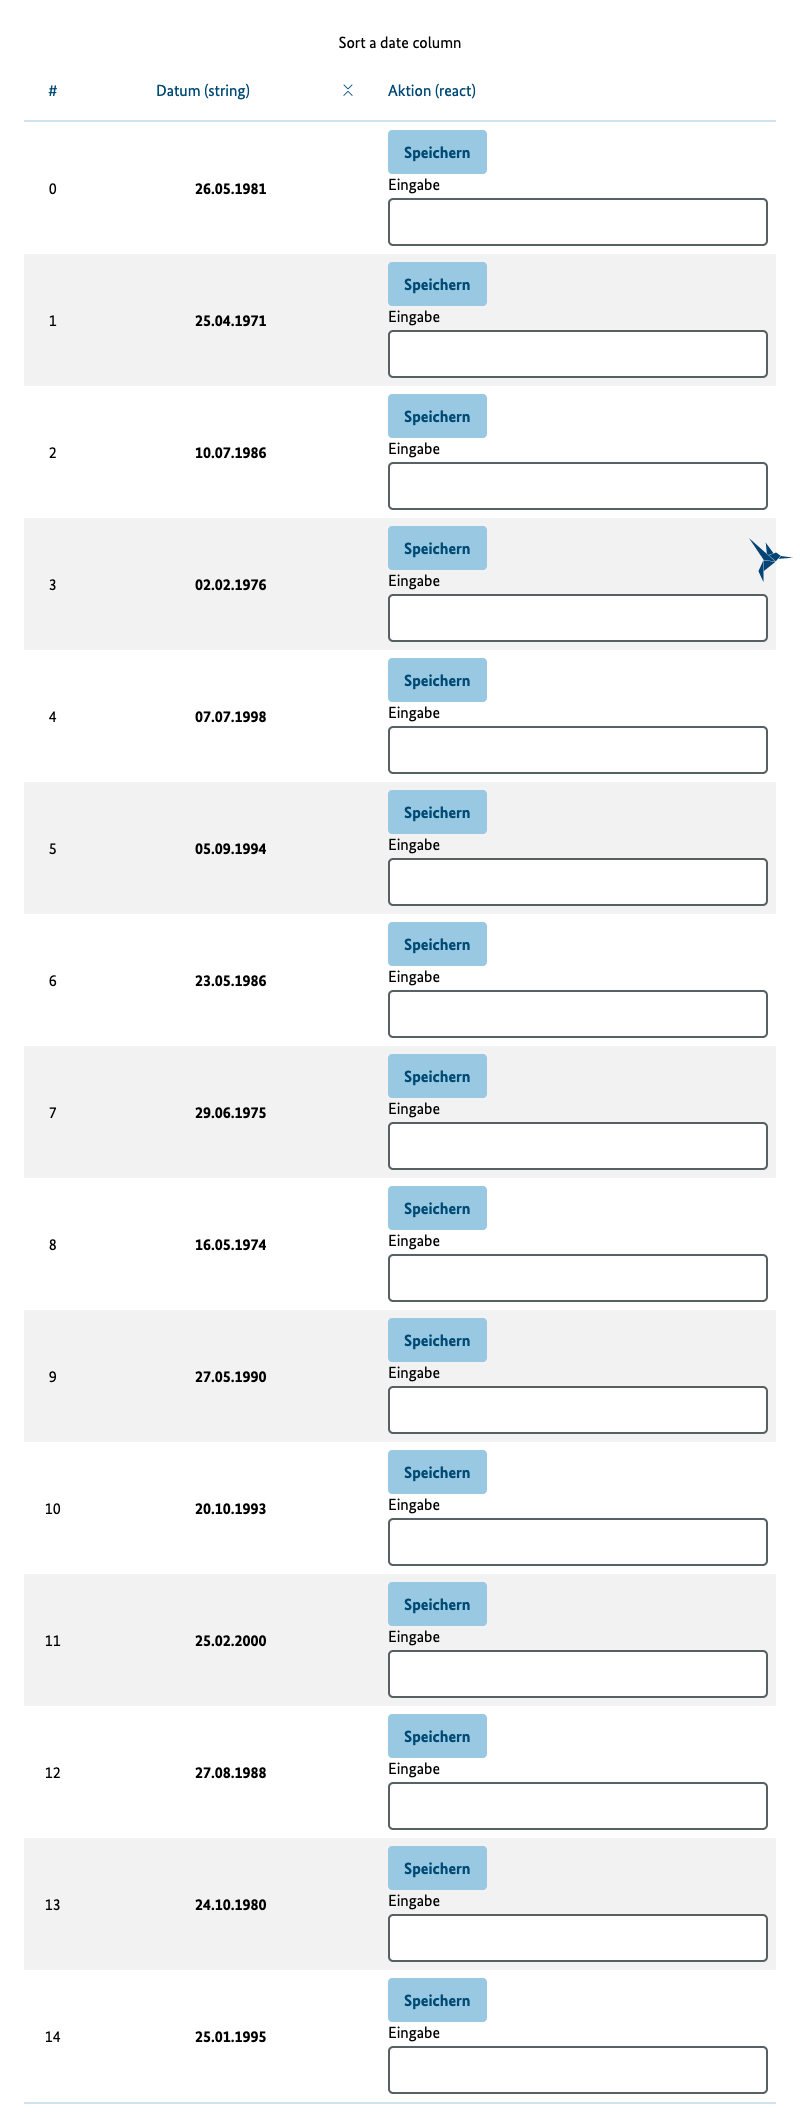 Sort a date column
# Datum (string) Aktion (react)
Speichern
Eingabe
0 26.05.1981
Speichern
Eingabe
1 25.04.1971
Speichern
Eingabe
2 10.07.1986
Speichern
Eingabe
3 02.02.1976
Speichern
Eingabe
4 07.07.1998
Speichern
Eingabe
5 05.09.1994
Speichern
Eingabe
6 23.05.1986
Speichern
Eingabe
7 29.06.1975
Speichern
Eingabe
8 16.05.1974
Speichern
Eingabe
9 27.05.1990
Speichern
Eingabe
10 20.10.1993
Speichern
Eingabe
11 25.02.2000
Speichern
Eingabe
12 27.08.1988
Speichern
Eingabe
13 24.10.1980
Speichern
Eingabe
14 25.01.1995